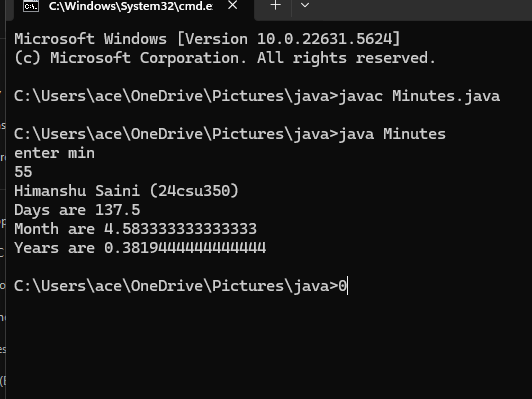 C:\Windows\System32\cmd.e
Microsoft Windows [Version 10.0.22631.5624]
(c) Microsoft Corporation. All rights reserved.
C:\Users\ace\OneDrive\Pictures\java>javac Minutes.java
C:\Users\ace\OneDrive\Pictures\java>java Minutes
enter min
55
Himanshu Saini (24csu350)
Days are 137.5
Month are 4.583333333333333
Years are 0.3819444444444444
C:\Users\ace\OneDrive\Pictures\java>0